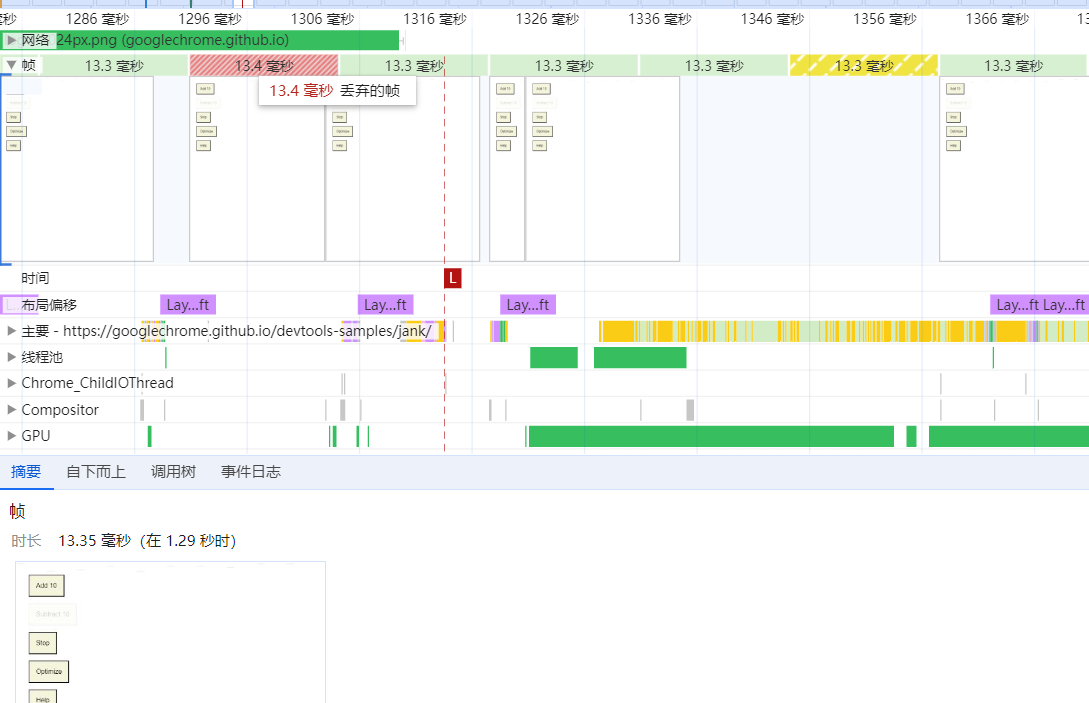 毫秒 1286 毫秒 1296 毫秒 1306 毫秒 1316 毫秒 1326 毫秒 1336 毫秒 1346 毫秒 1356 毫秒 1366 毫秒
网络 24px.png (googlechrome.github.io)
帧 13.3 毫秒 13.4 毫秒 13.3 毫秒 13.3 毫秒 13.3 毫秒 13.3 毫秒 13.3 毫秒
13.4 毫秒 丢弃的帧
时间 L
布局偏移 Lay...ft Lay...ft Lay...ft Lay...ft Lay...ft
主要 - https://googlechrome.github.io/devtools-samples/jank/
线程池
Chrome_ChildIOThread
Compositor
GPU
摘要 自下而上 调用树 事件日志
帧
时长 13.35 毫秒 (在 1.29 秒时)
Add 10
Subtract 10
Stop
Optimize
Help